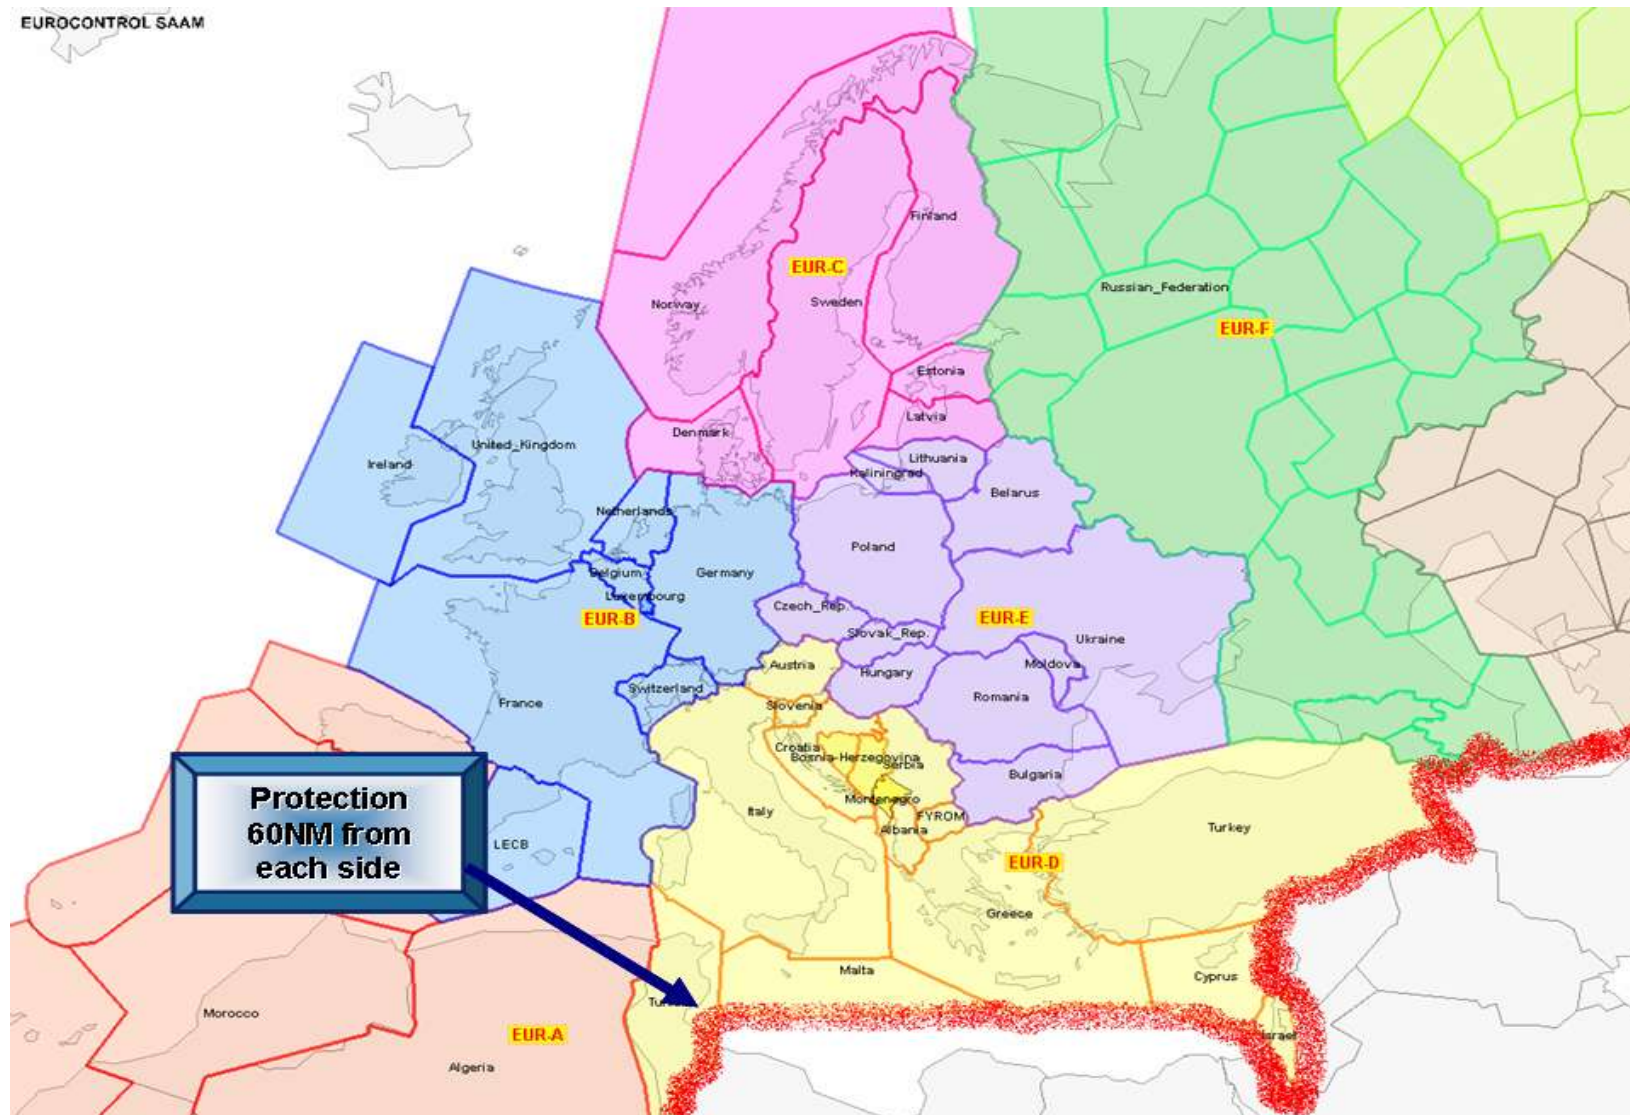 EUROCONTROL SAAM
Finland
EUR-C
Russian_Federation
Norway
Sweden
EUR-F
Estonia
Latvia
Denmark
United_Kingdom
Ireland
Lithuania
Kaliningrad
Belarus
Netherlands
Poland
Belgium
Germany
Luxembourg
Czech_Rep.
EUR-B
EUR-E
Slovak_Rep.
Ukraine
Austria
Moldova
Hungary
Switzerland
Romania
France
Slovenia
Croatia
Bosnia-Herzegovina
Serbia
Bulgaria
Montenegro
Protection
60NM from
each side
Italy
FYROM
Albania
Turkey
LECB
EUR-D
Greece
Malta
Cyprus
Morocco
EUR-A
Israel
Algeria